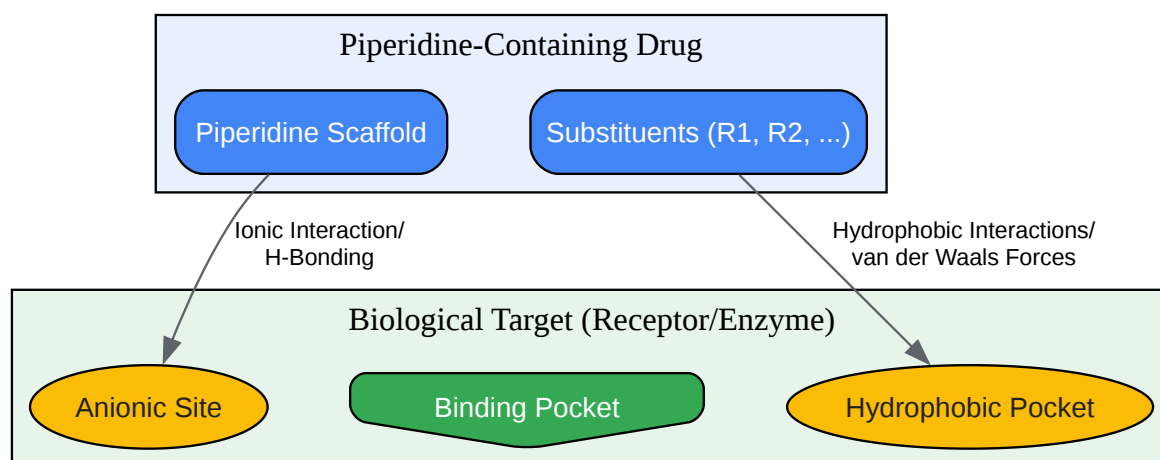 Piperidine-Containing Drug
Piperidine Scaffold
Substituents (R1, R2, ...)
Ionic Interaction/
H-Bonding
Hydrophobic Interactions/
van der Waals Forces
Biological Target (Receptor/Enzyme)
Anionic Site
Binding Pocket
Hydrophobic Pocket